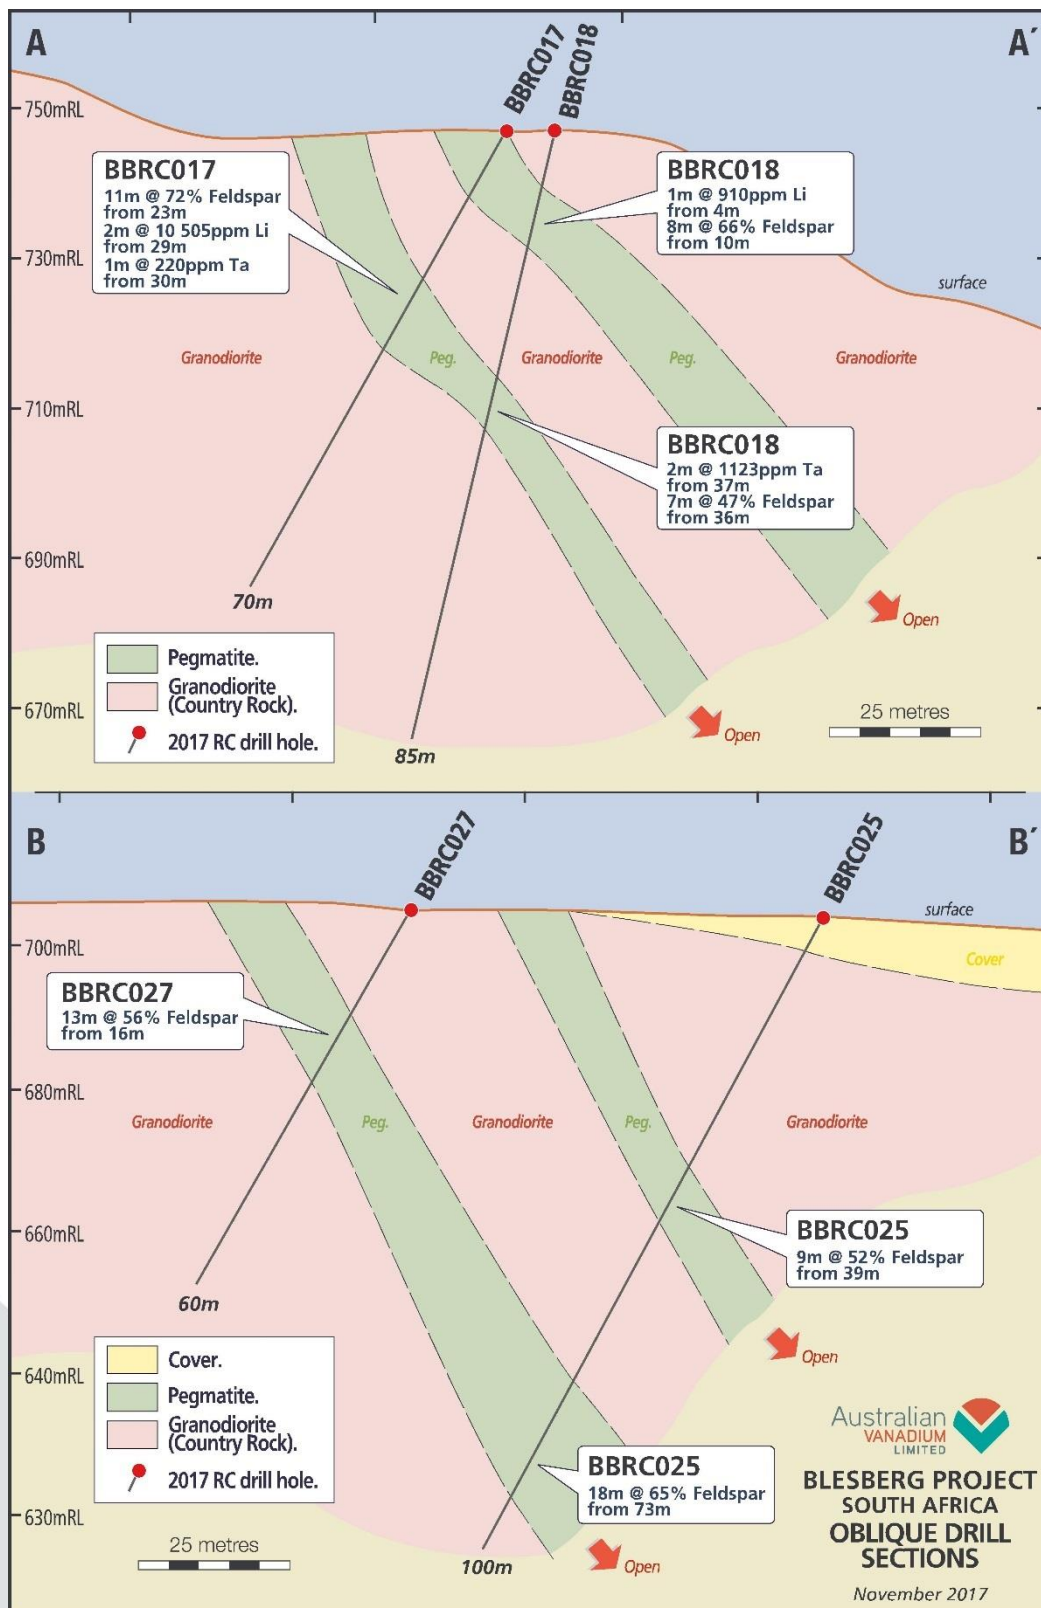 A
A´
BBRC017
BBRC018
750mRL
730mRL
710mRL
690mRL
670mRL
BBRC017
11m @ 72% Feldspar
from 23m
2m @ 10 505ppm Li
from 29m
1m @ 220ppm Ta
from 30m
BBRC018
1m @ 910ppm Li
from 4m
8m @ 66% Feldspar
from 10m
surface
Granodiorite
Peg.
Granodiorite
Peg.
Granodiorite
BBRC018
2m @ 1123ppm Ta
from 37m
7m @ 47% Feldspar
from 36m
70m
85m
Open
Open
Pegmatite.
Granodiorite
(Country Rock).
2017 RC drill hole.
25 metres
B
B´
BBRC027
BBRC025
surface
Cover
700mRL
680mRL
660mRL
640mRL
630mRL
BBRC027
13m @ 56% Feldspar
from 16m
Granodiorite
Peg.
Granodiorite
Peg.
Granodiorite
BBRC025
9m @ 52% Feldspar
from 39m
60m
Open
Cover.
Pegmatite.
Granodiorite
(Country Rock).
2017 RC drill hole.
25 metres
BBRC025
18m @ 65% Feldspar
from 73m
100m
Open
Australian
VANADIUM
LIMITED
BLESBERG PROJECT
SOUTH AFRICA
OBLIQUE DRILL
SECTIONS
November 2017